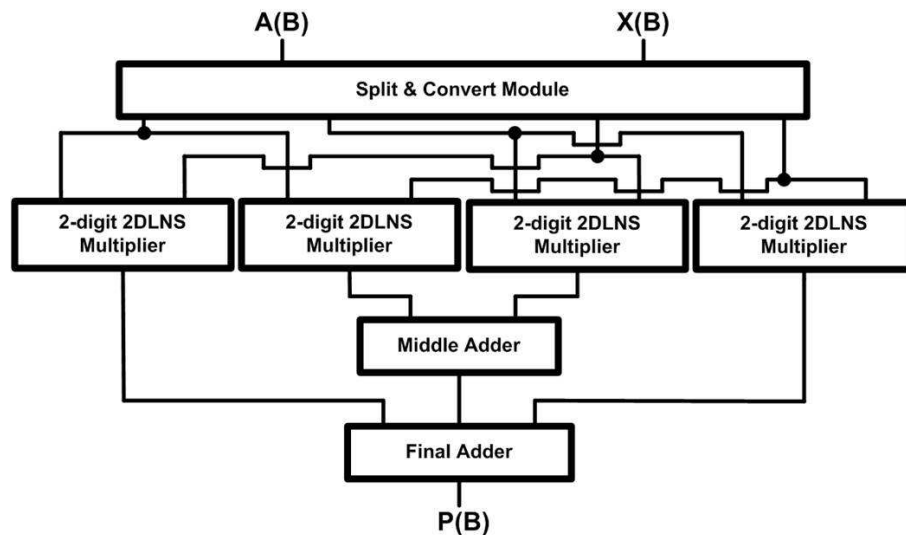 A(B) X(B)
Split & Convert Module
2-digit 2DLNS Multiplier
2-digit 2DLNS Multiplier
2-digit 2DLNS Multiplier
2-digit 2DLNS Multiplier
Middle Adder
Final Adder
P(B)